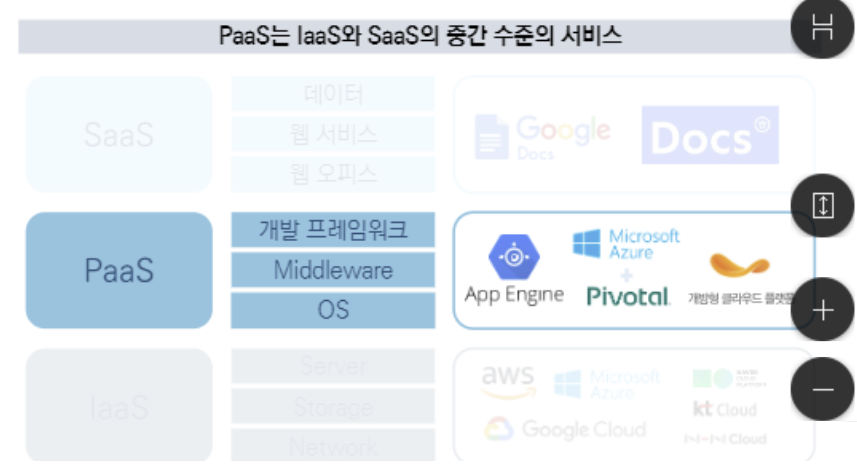 PaaS는 IaaS와 SaaS의 중간 수준의 서비스
SaaS
데이터
웹 서비스
웹 오피스
Google
Docs
Docs®
PaaS
개발 프레임워크
Middleware
OS
App Engine
Microsoft
Azure
+
Pivotal
개방형 클라우드 플랫폼
IaaS
Server
Storage
Network
aws
Microsoft
Azure
Google Cloud
kt Cloud
Cloud